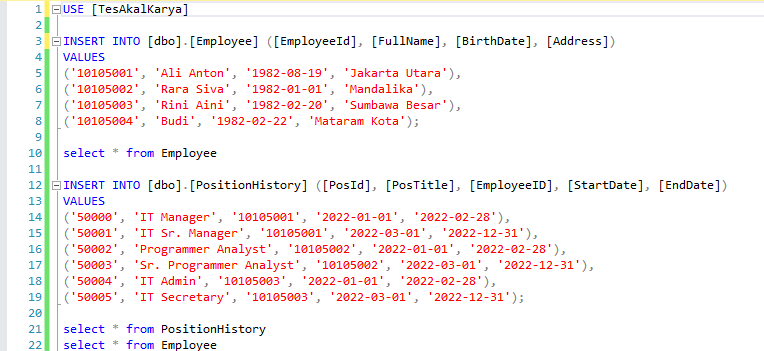 1 USE [TesAkalKarya]
2
3 INSERT INTO [dbo].[Employee] ([EmployeeId], [FullName], [BirthDate], [Address])
4 VALUES
5 ('10105001', 'Ali Anton', '1982-08-19', 'Jakarta Utara'),
6 ('10105002', 'Rara Siva', '1982-01-01', 'Mandalika'),
7 ('10105003', 'Rini Aini', '1982-02-20', 'Sumbawa Besar'),
8 ('10105004', 'Budi', '1982-02-22', 'Mataram Kota');
9
10 select * from Employee
11
12 INSERT INTO [dbo].[PositionHistory] ([PosId], [PosTitle], [EmployeeID], [StartDate], [EndDate])
13 VALUES
14 ('50000', 'IT Manager', '10105001', '2022-01-01', '2022-02-28'),
15 ('50001', 'IT Sr. Manager', '10105001', '2022-03-01', '2022-12-31'),
16 ('50002', 'Programmer Analyst', '10105002', '2022-01-01', '2022-02-28'),
17 ('50003', 'Sr. Programmer Analyst', '10105002', '2022-03-01', '2022-12-31'),
18 ('50004', 'IT Admin', '10105003', '2022-01-01', '2022-02-28'),
19 ('50005', 'IT Secretary', '10105003', '2022-03-01', '2022-12-31');
20
21 select * from PositionHistory
22 select * from Employee